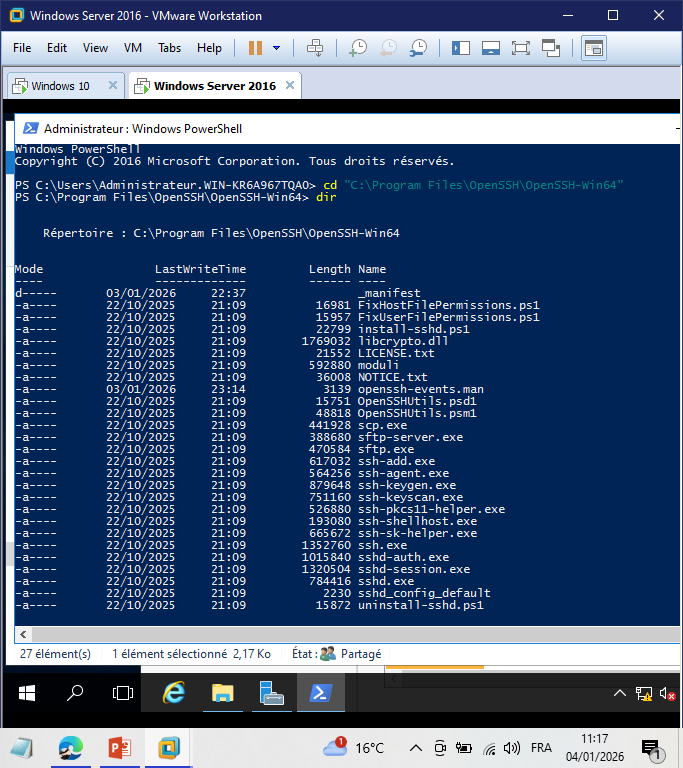 Windows Server 2016 - VMware Workstation
File Edit View VM Tabs Help
Windows 10 Windows Server 2016
Administrateur : Windows PowerShell
Windows PowerShell
Copyright (C) 2016 Microsoft Corporation. Tous droits réservés.
PS C:\Users\Administrateur.WIN-KR6A967TQAO> cd "C:\Program Files\OpenSSH\OpenSSH-Win64"
PS C:\Program Files\OpenSSH\OpenSSH-Win64> dir
Répertoire : C:\Program Files\OpenSSH\OpenSSH-Win64
Mode LastWriteTime Length Name
---- ------------- ------ ----
d----- 03/01/2026 22:37 _manifest
-a---- 22/10/2025 21:09 16981 FixHostFilePermissions.ps1
-a---- 22/10/2025 21:09 15957 FixUserFilePermissions.ps1
-a---- 22/10/2025 21:09 22799 install-sshd.ps1
-a---- 22/10/2025 21:09 1769032 libcrypto.dll
-a---- 22/10/2025 21:09 21552 LICENSE.txt
-a---- 22/10/2025 21:09 592880 moduli
-a---- 22/10/2025 21:09 36008 NOTICE.txt
-a---- 03/01/2026 23:14 3139 openssh-events.man
-a---- 22/10/2025 21:09 15751 OpenSSHUtils.psd1
-a---- 22/10/2025 21:09 48818 OpenSSHUtils.psm1
-a---- 22/10/2025 21:09 441928 scp.exe
-a---- 22/10/2025 21:09 388680 sftp-server.exe
-a---- 22/10/2025 21:09 470584 sftp.exe
-a---- 22/10/2025 21:09 617032 ssh-add.exe
-a---- 22/10/2025 21:09 564256 ssh-agent.exe
-a---- 22/10/2025 21:09 879648 ssh-keygen.exe
-a---- 22/10/2025 21:09 751160 ssh-keyscan.exe
-a---- 22/10/2025 21:09 526880 ssh-pkcs11-helper.exe
-a---- 22/10/2025 21:09 193080 ssh-shellhost.exe
-a---- 22/10/2025 21:09 665672 ssh-sk-helper.exe
-a---- 22/10/2025 21:09 1352760 ssh.exe
-a---- 22/10/2025 21:09 1015840 sshd-auth.exe
-a---- 22/10/2025 21:09 1320504 sshd-session.exe
-a---- 22/10/2025 21:09 784416 sshd.exe
-a---- 22/10/2025 21:09 2230 sshd_config_default
-a---- 22/10/2025 21:09 15872 uninstall-sshd.ps1
27 élément(s) 1 élément sélectionné 2,17 Ko État : Partagé
1 16°C FRA 11:17
04/01/2026 1